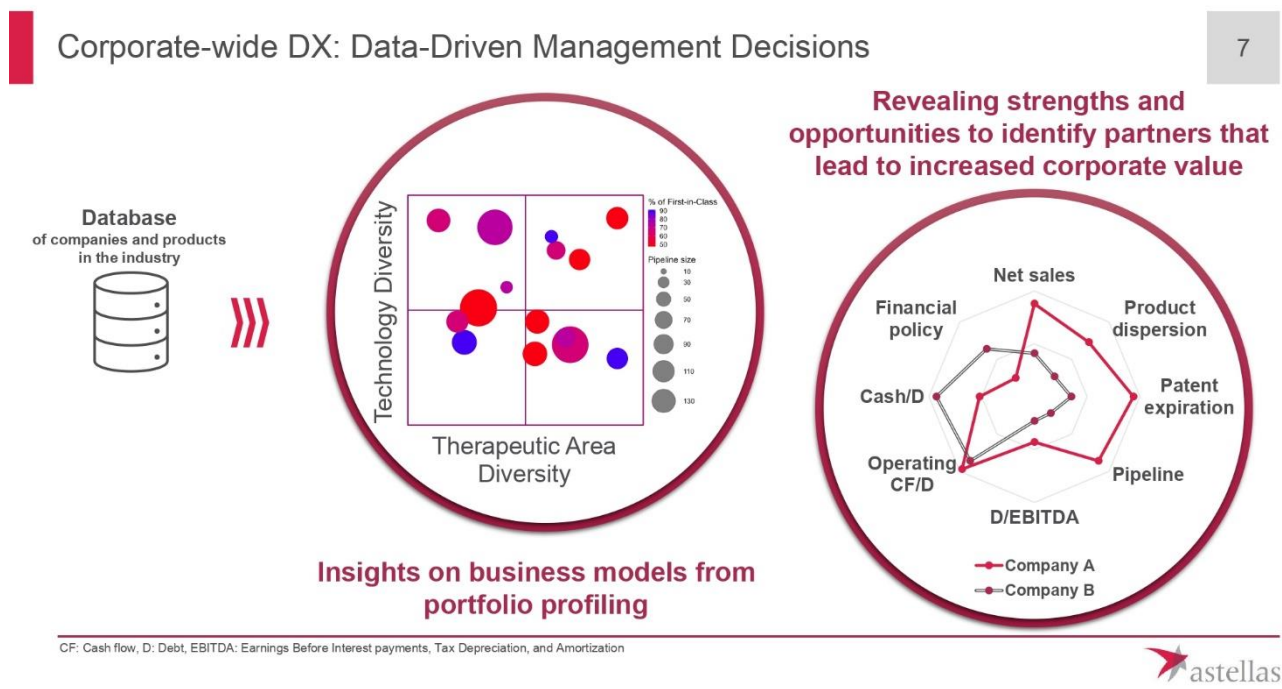 Corporate-wide DX: Data-Driven Management Decisions
7
Database
of companies and products
in the industry
Technology Diversity
Therapeutic Area
Diversity
% of First-in-Class
90
80
70
60
50
Pipeline size
10
30
50
70
90
110
130
Insights on business models from
portfolio profiling
Revealing strengths and
opportunities to identify partners that
lead to increased corporate value
Net sales
Product
dispersion
Patent
expiration
Pipeline
D/EBITDA
Operating
CF/D
Cash/D
Financial
policy
Company A
Company B
CF: Cash flow, D: Debt, EBITDA: Earnings Before Interest payments, Tax Depreciation, and Amortization
astellas